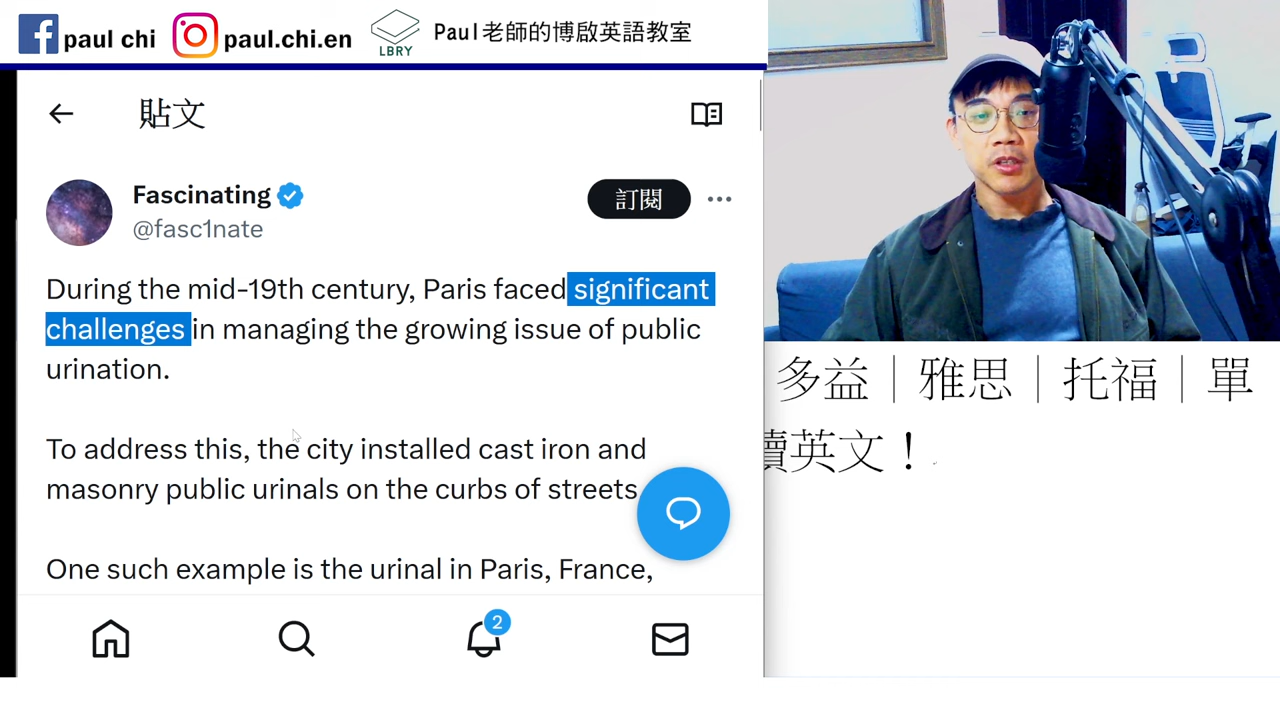 paul chi
paul.chi.en
LBRY
Paul老師的博啟英語教室
貼文
Fascinating
@fasc1nate
訂閱
During the mid-19th century, Paris faced significant
challenges in managing the growing issue of public
urination.
To address this, the city installed cast iron and
masonry public urinals on the curbs of streets.
One such example is the urinal in Paris, France,
2
多益｜雅思｜托福｜單
讀英文！